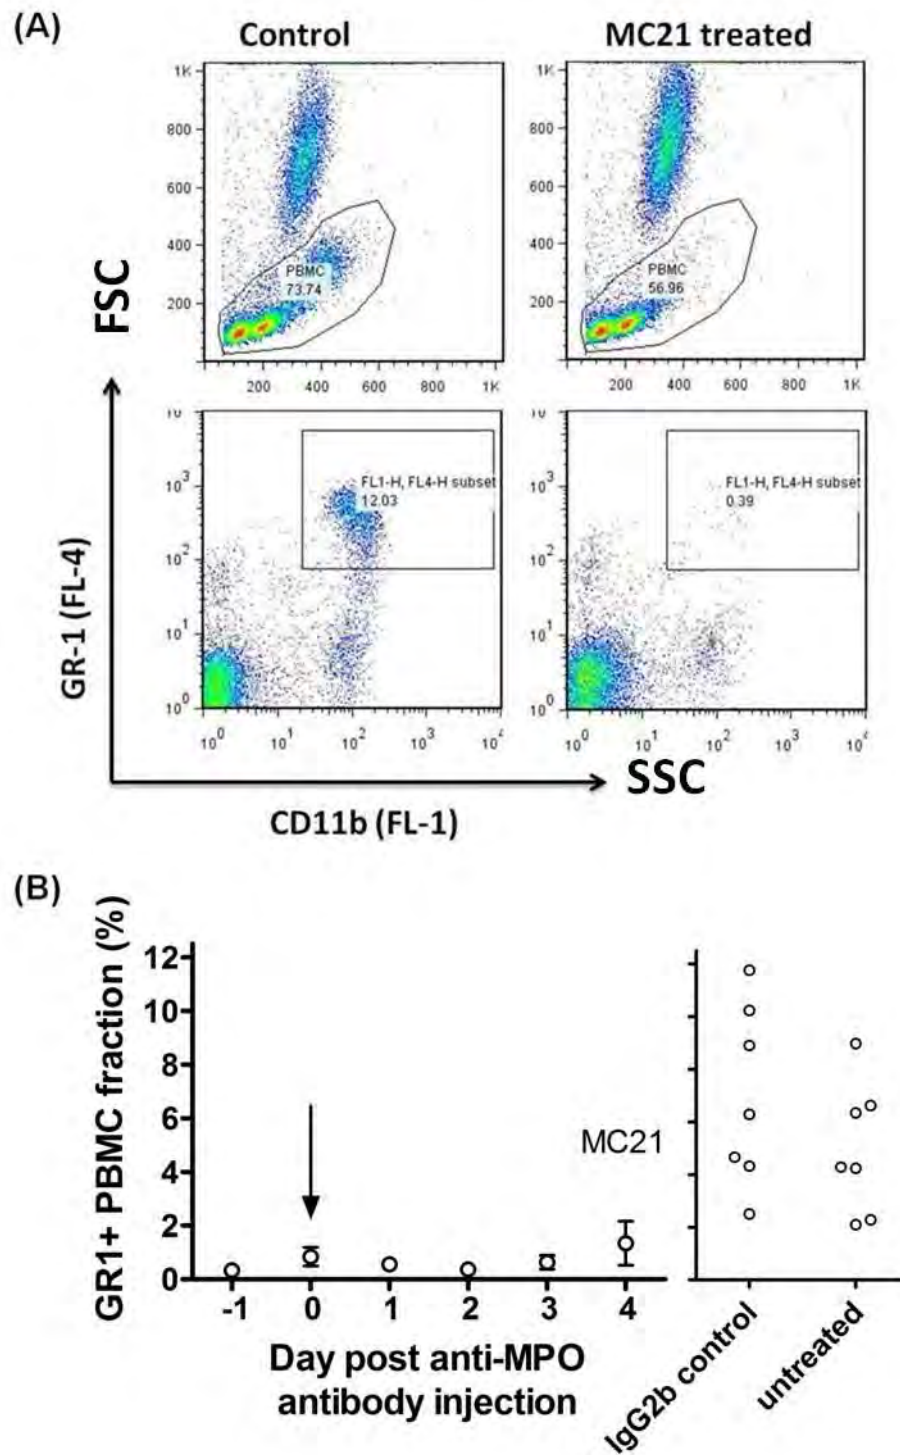 (A)
Control
MC21 treated
1K
800
600
400
200
PBMC
73.74
200 400 600 800 1K
1K
800
600
400
200
PBMC
56.96
200 400 600 800 1K
FSC
10
10³
10²
10¹
10⁰
FL1-H, FL4-H subset
12.03
10⁰ 10¹ 10² 10³ 10⁴
10
10³
10²
10¹
10⁰
FL1-H, FL4-H subset
0.39
10⁰ 10¹ 10² 10³ 10⁴
GR-1 (FL-4)
SSC
CD11b (FL-1)
(B)
GR1+ PBMC fraction (%)
12
10
8
6
4
2
0
MC21
-1 0 1 2 3 4
Day post anti-MPO
antibody injection
IgG2b control
untreated